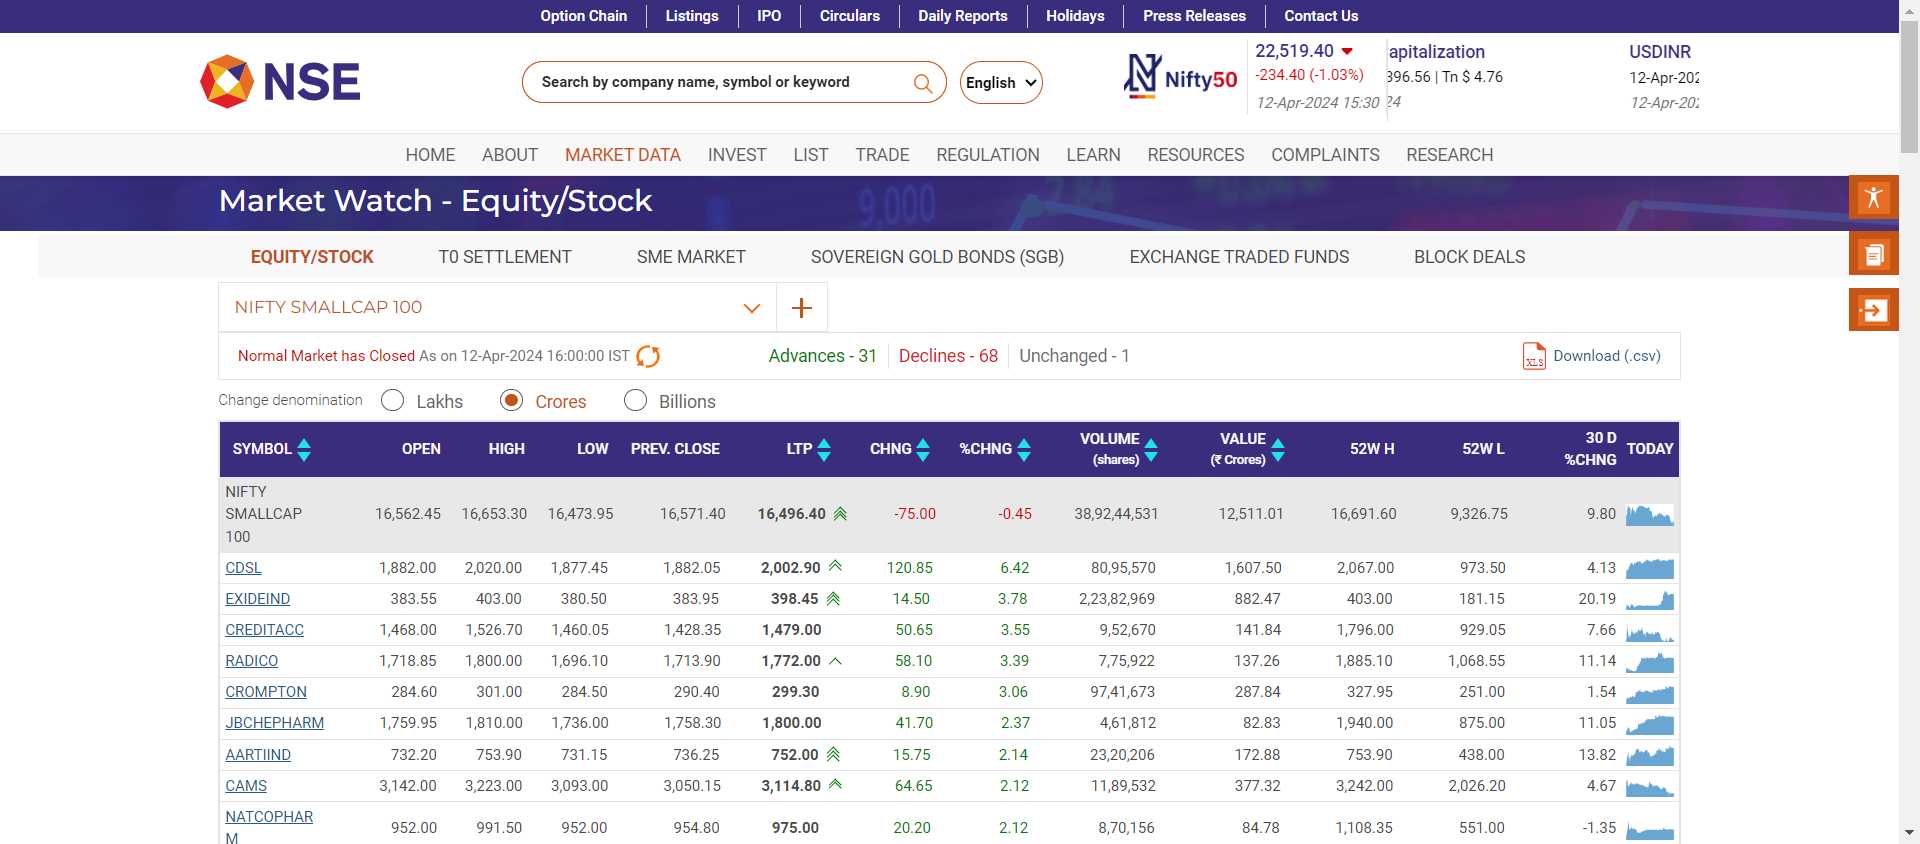 Option Chain Listings IPO Circulars Daily Reports Holidays Press Releases Contact Us
NSE
Search by company name, symbol or keyword
English
Nifty50
22,519.40
-234.40 (-1.03%)
12-Apr-2024 15:30
apitalization
396.56 | Tn $ 4.76
24
USDINR
12-Apr-202
12-Apr-202
HOME ABOUT MARKET DATA INVEST LIST TRADE REGULATION LEARN RESOURCES COMPLAINTS RESEARCH
Market Watch - Equity/Stock
9,000
2.84
EQUITY/STOCK T0 SETTLEMENT SME MARKET SOVEREIGN GOLD BONDS (SGB) EXCHANGE TRADED FUNDS BLOCK DEALS
NIFTY SMALLCAP 100
Normal Market has Closed As on 12-Apr-2024 16:00:00 IST Advances - 31 Declines - 68 Unchanged - 1 XLS Download (.csv)
Change denomination Lakhs Crores Billions
SYMBOL OPEN HIGH LOW PREV. CLOSE LTP CHNG %CHNG VOLUME (shares) VALUE (₹ Crores) 52W H 52W L 30 D %CHNG TODAY
NIFTY SMALLCAP 100 16,562.45 16,653.30 16,473.95 16,571.40 16,496.40 -75.00 -0.45 38,92,44,531 12,511.01 16,691.60 9,326.75 9.80
CDSL 1,882.00 2,020.00 1,877.45 1,882.05 2,002.90 120.85 6.42 80,95,570 1,607.50 2,067.00 973.50 4.13
EXIDEIND 383.55 403.00 380.50 383.95 398.45 14.50 3.78 2,23,82,969 882.47 403.00 181.15 20.19
CREDITACC 1,468.00 1,526.70 1,460.05 1,428.35 1,479.00 50.65 3.55 9,52,670 141.84 1,796.00 929.05 7.66
RADICO 1,718.85 1,800.00 1,696.10 1,713.90 1,772.00 58.10 3.39 7,75,922 137.26 1,885.10 1,068.55 11.14
CROMPTON 284.60 301.00 284.50 290.40 299.30 8.90 3.06 97,41,673 287.84 327.95 251.00 1.54
JBCHEPHARM 1,759.95 1,810.00 1,736.00 1,758.30 1,800.00 41.70 2.37 4,61,812 82.83 1,940.00 875.00 11.05
AARTIIND 732.20 753.90 731.15 736.25 752.00 15.75 2.14 23,20,206 172.88 753.90 438.00 13.82
CAMS 3,142.00 3,223.00 3,093.00 3,050.15 3,114.80 64.65 2.12 11,89,532 377.32 3,242.00 2,026.20 4.67
NATCOPHARM 952.00 991.50 952.00 954.80 975.00 20.20 2.12 8,70,156 84.78 1,108.35 551.00 -1.35